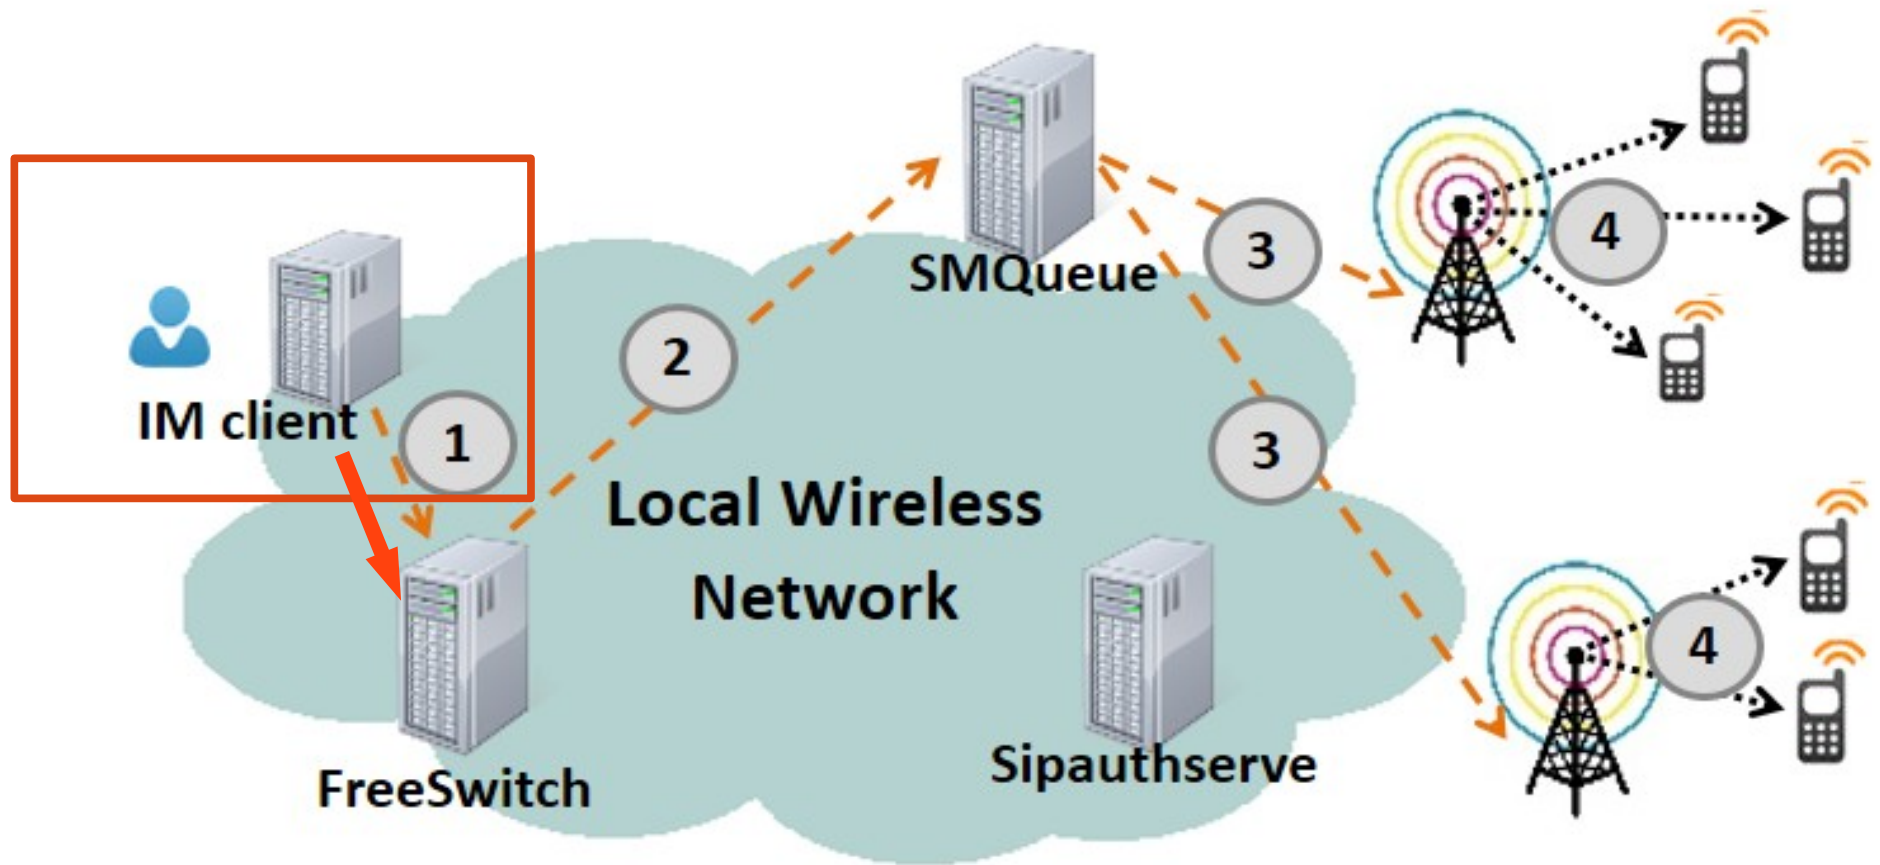 SMQueue
3
4
2
IM client
1
3
Local Wireless
Network
4
Sipauthserve
FreeSwitch